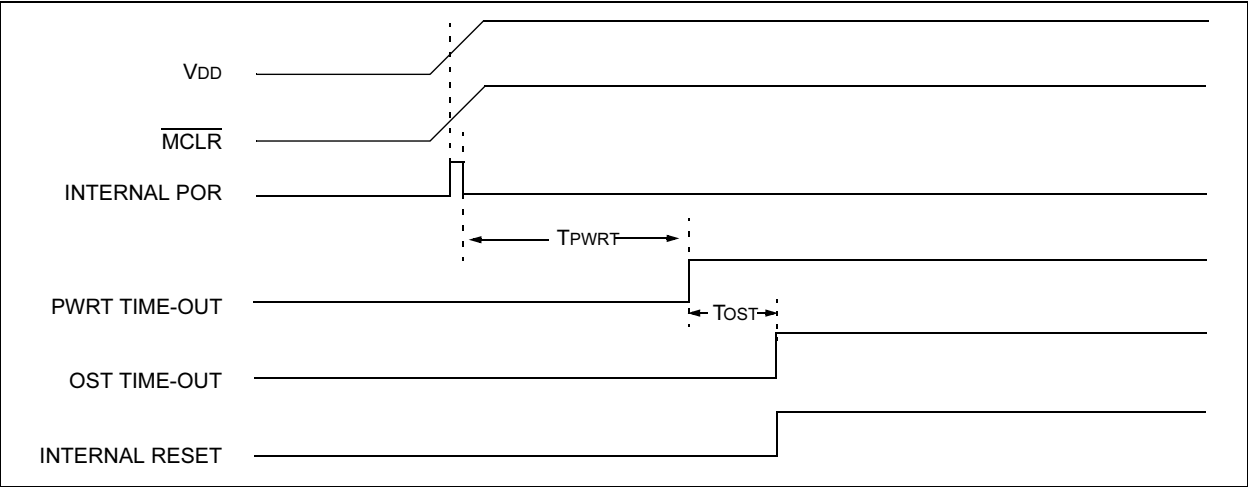 VDD
MCLR
INTERNAL POR
TPWRT
PWRT TIME-OUT
TOST
OST TIME-OUT
INTERNAL RESET